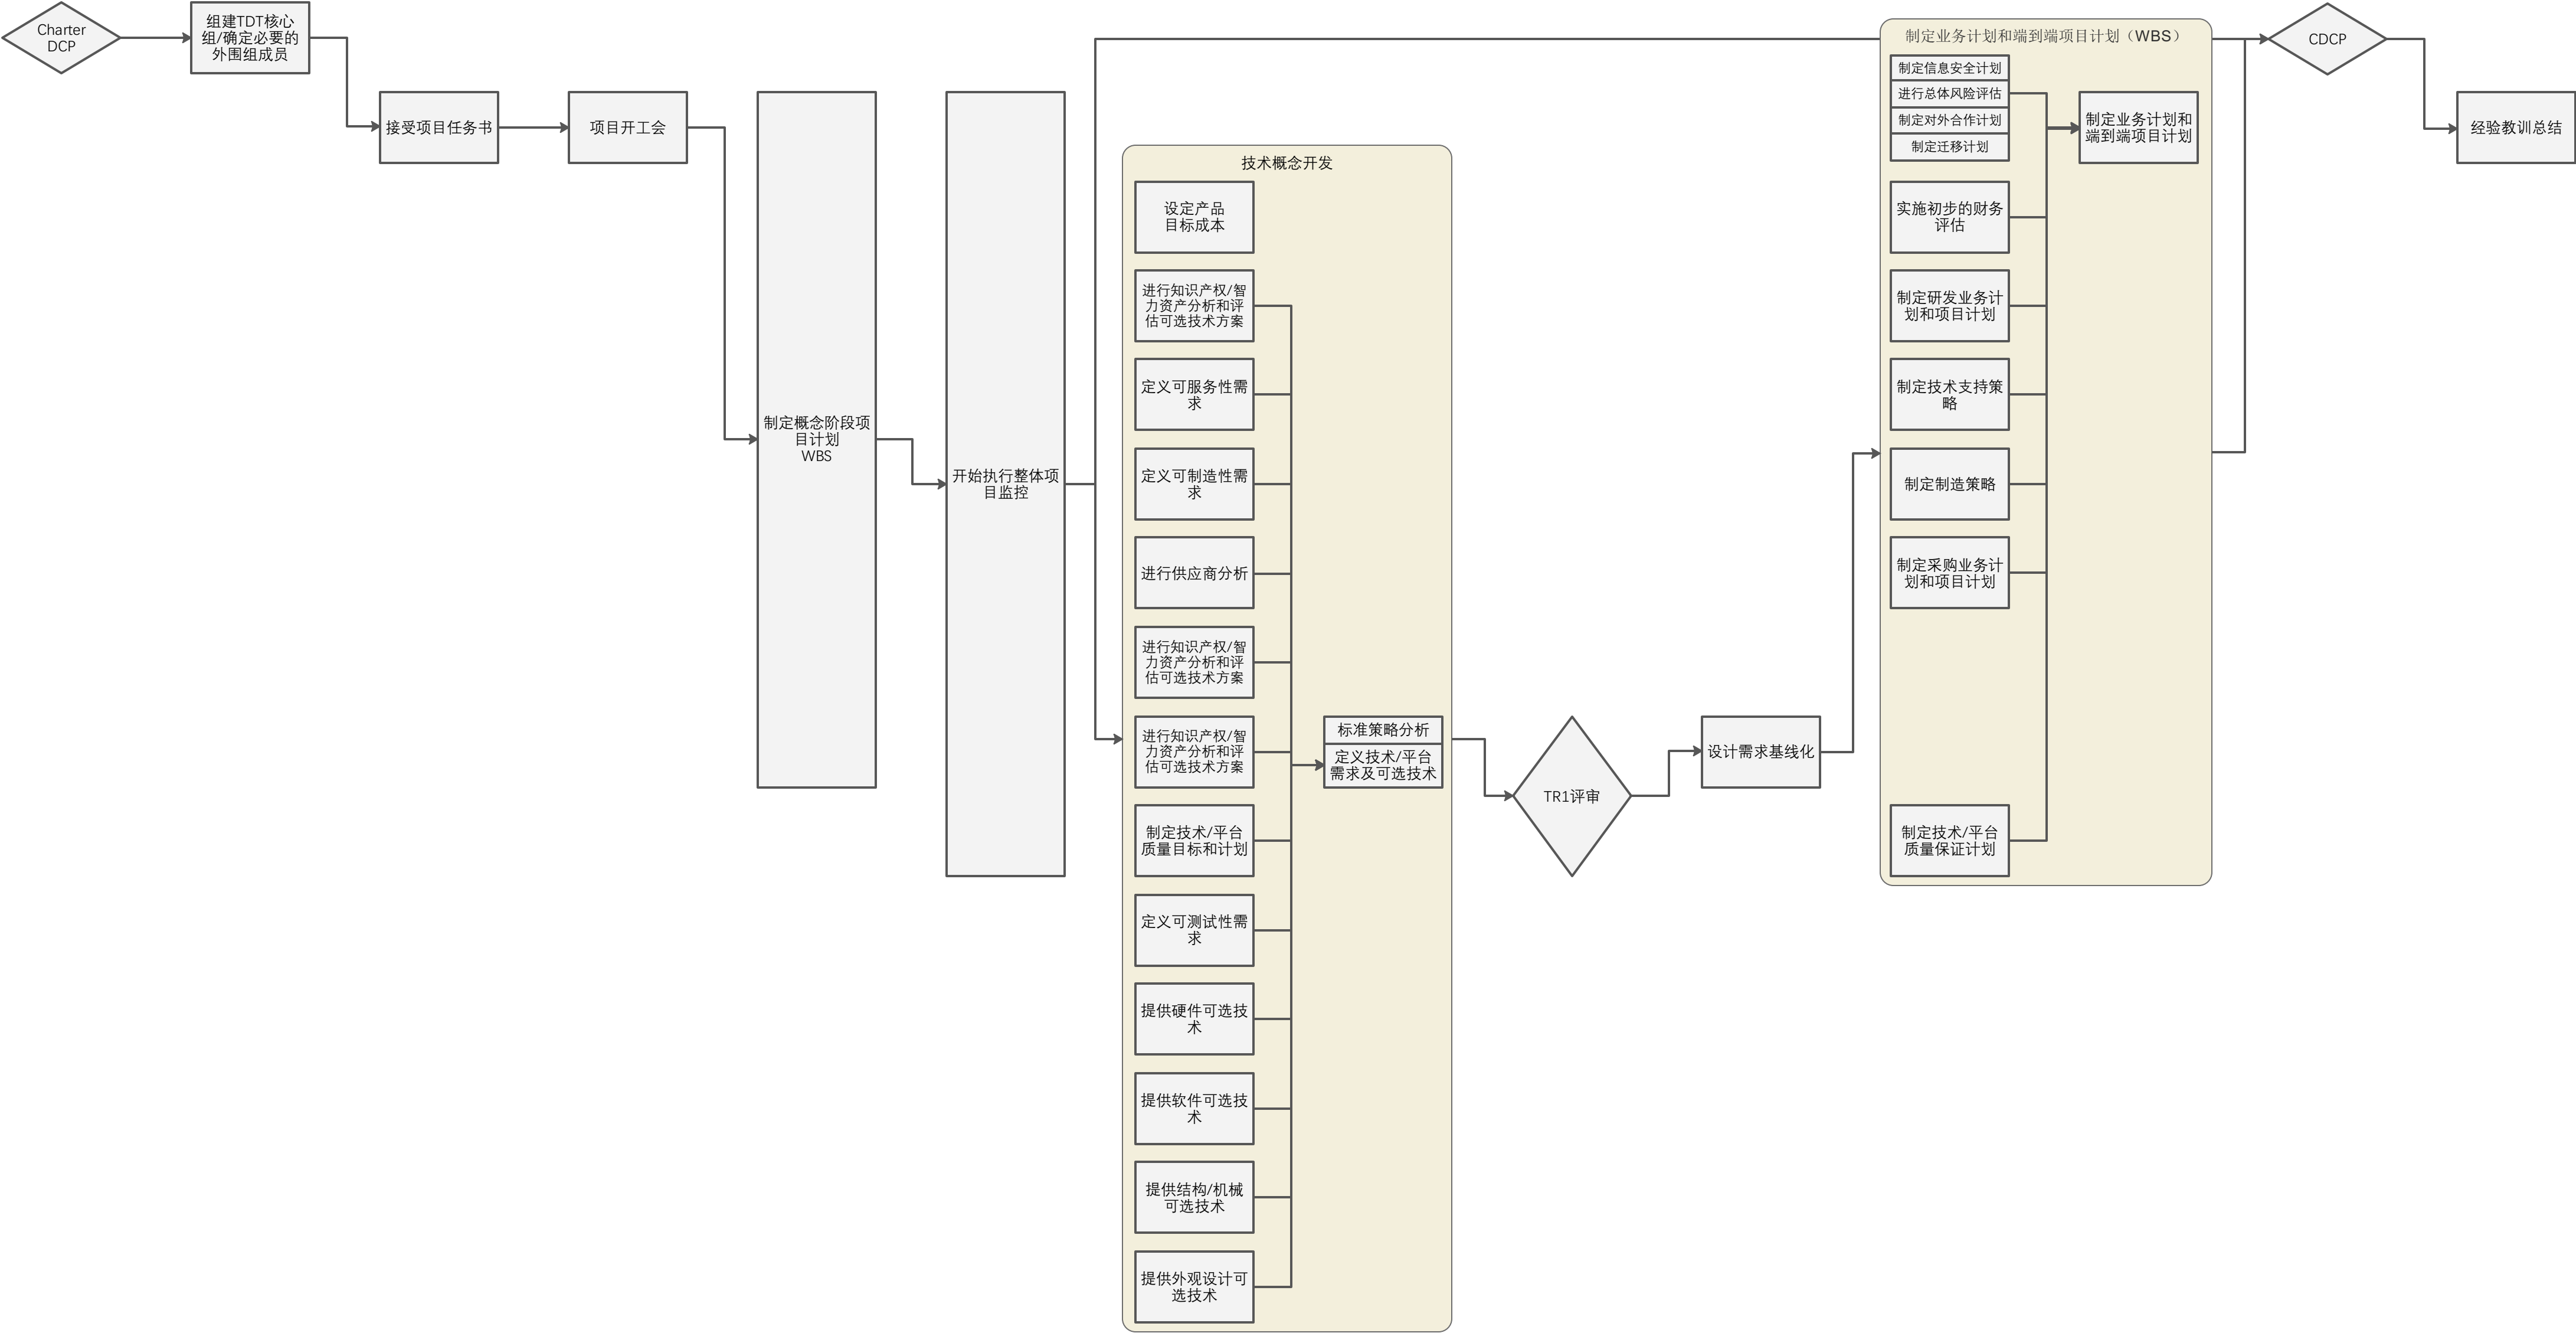 Charter
DCP
组建TDT核心
组/确定必要的
外围组成员
接受项目任务书
项目开工会
制定概念阶段项
目计划
WBS
开始执行整体项
目监控
技术概念开发
设定产品
目标成本
进行知识产权/智
力资产分析和评
估可选技术方案
定义可服务性需
求
定义可制造性需
求
进行供应商分析
进行知识产权/智
力资产分析和评
估可选技术方案
进行知识产权/智
力资产分析和评
估可选技术方案
制定技术/平台
质量目标和计划
定义可测试性需
求
提供硬件可选技
术
提供软件可选技
术
提供结构/机械
可选技术
提供外观设计可
选技术
标准策略分析
定义技术/平台
需求及可选技术
TR1评审
设计需求基线化
制定业务计划和端到端项目计划（WBS）
制定信息安全计划
进行总体风险评估
制定对外合作计划
制定迁移计划
实施初步的财务
评估
制定研发业务计
划和项目计划
制定技术支持策
略
制定制造策略
制定采购业务计
划和项目计划
制定技术/平台
质量保证计划
制定业务计划和
端到端项目计划
CDCP
经验教训总结